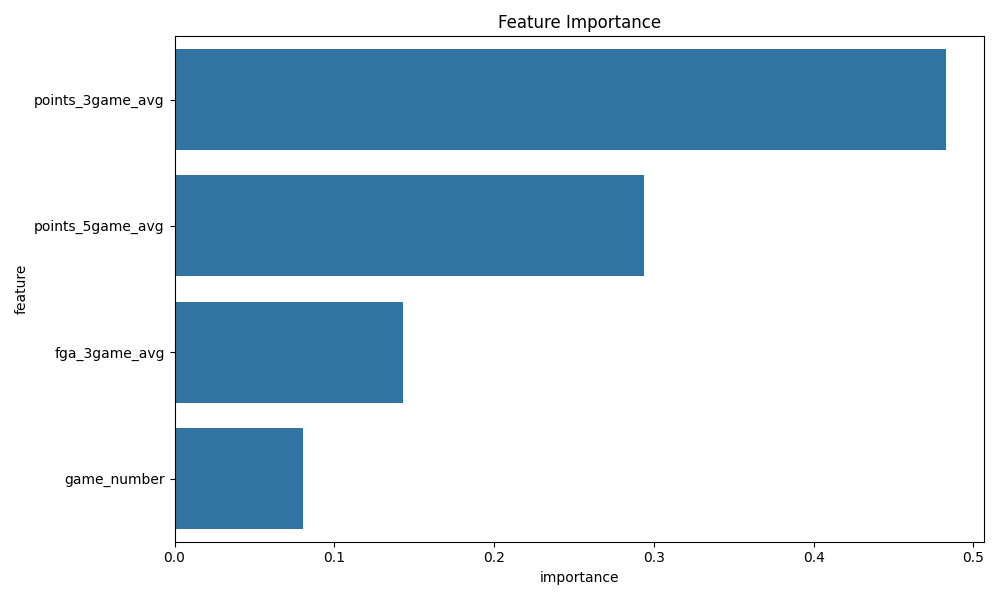 Feature Importance
points_3game_avg
points_5game_avg
fga_3game_avg
game_number
feature
0.0 0.1 0.2 0.3 0.4 0.5
importance